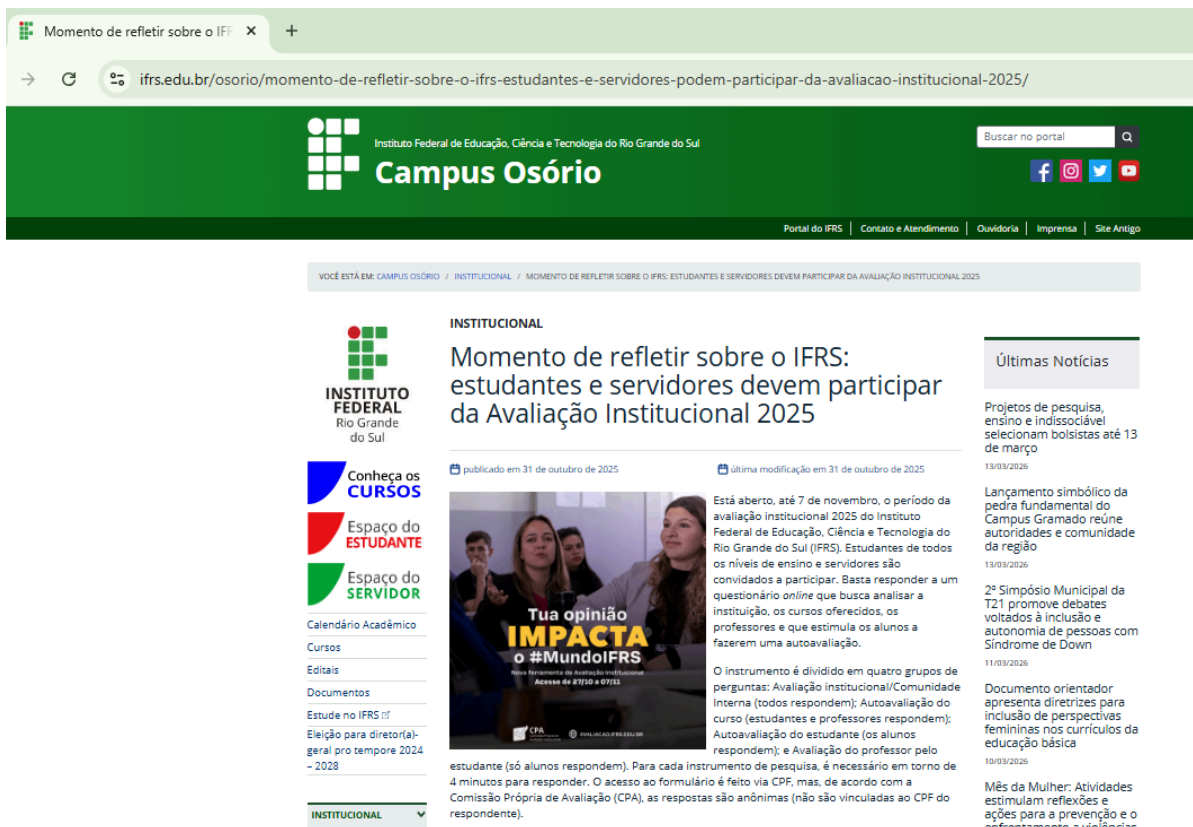 Momento de refletir sobre o IFR
ifrs.edu.br/osorio/momento-de-refletir-sobre-o-ifrs-estudantes-e-servidores-podem-participar-da-avaliacao-institucional-2025/
Instituto Federal de Educação, Ciência e Tecnologia do Rio Grande do Sul
Campus Osório
Buscar no portal
Portal do IFRS | Contato e Atendimento | Ouvidoria | Imprensa | Site Antigo
VOCÊ ESTÁ EM: CAMPUS OSÓRIO / INSTITUCIONAL / MOMENTO DE REFLETIR SOBRE O IFRS: ESTUDANTES E SERVIDORES DEVEM PARTICIPAR DA AVALIAÇÃO INSTITUCIONAL 2025
INSTITUTO
FEDERAL
Rio Grande
do Sul
Conheça os
CURSOS
Espaço do
ESTUDANTE
Espaço do
SERVIDOR
Calendário Acadêmico
Cursos
Editais
Documentos
Estude no IFRS
Eleição para diretor(a)-
geral pro tempore 2024
– 2028
INSTITUCIONAL
INSTITUCIONAL
Momento de refletir sobre o IFRS:
estudantes e servidores devem participar
da Avaliação Institucional 2025
publicado em 31 de outubro de 2025
última modificação em 31 de outubro de 2025
Tua opinião
IMPACTA
o #MundoIFRS
Nova ferramenta de Avaliação Institucional
Acesse de 27/10 a 07/11
CPA
AVALIACAO.IFRS.EDU.BR
Está aberto, até 7 de novembro, o período da
avaliação institucional 2025 do Instituto
Federal de Educação, Ciência e Tecnologia do
Rio Grande do Sul (IFRS). Estudantes de todos
os níveis de ensino e servidores são
convidados a participar. Basta responder a um
questionário online que busca analisar a
instituição, os cursos oferecidos, os
professores e que estimula os alunos a
fazerem uma autoavaliação.
O instrumento é dividido em quatro grupos de
perguntas: Avaliação institucional/Comunidade
Interna (todos respondem); Autoavaliação do
curso (estudantes e professores respondem);
Autoavaliação do estudante (os alunos
respondem); e Avaliação do professor pelo
estudante (só alunos respondem). Para cada instrumento de pesquisa, é necessário em torno de
4 minutos para responder. O acesso ao formulário é feito via CPF, mas, de acordo com a
Comissão Própria de Avaliação (CPA), as respostas são anônimas (não são vinculadas ao CPF do
respondente).
Últimas Notícias
Projetos de pesquisa,
ensino e indissociável
selecionam bolsistas até 13
de março
13/03/2026
Lançamento simbólico da
pedra fundamental do
Campus Gramado reúne
autoridades e comunidade
da região
13/03/2026
2º Simpósio Municipal da
T21 promove debates
voltados à inclusão e
autonomia de pessoas com
Síndrome de Down
11/03/2026
Documento orientador
apresenta diretrizes para
inclusão de perspectivas
femininas nos currículos da
educação básica
10/03/2026
Mês da Mulher: Atividades
estimulam reflexões e
ações para a prevenção e o
enfrentamento a violências